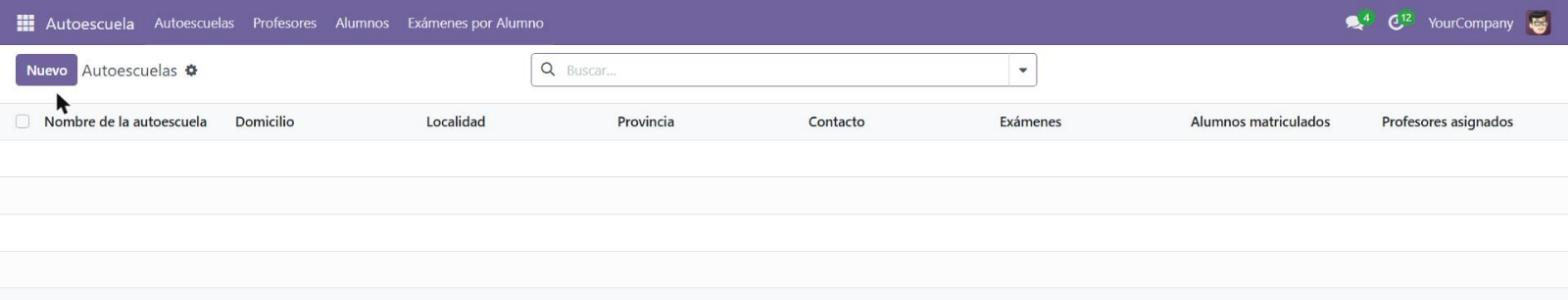 Autoescuela Autoescuelas Profesores Alumnos Exámenes por Alumno 4 12 YourCompany
Nuevo Autoescuelas Buscar...
Nombre de la autoescuela Domicilio Localidad Provincia Contacto Exámenes Alumnos matriculados Profesores asignados